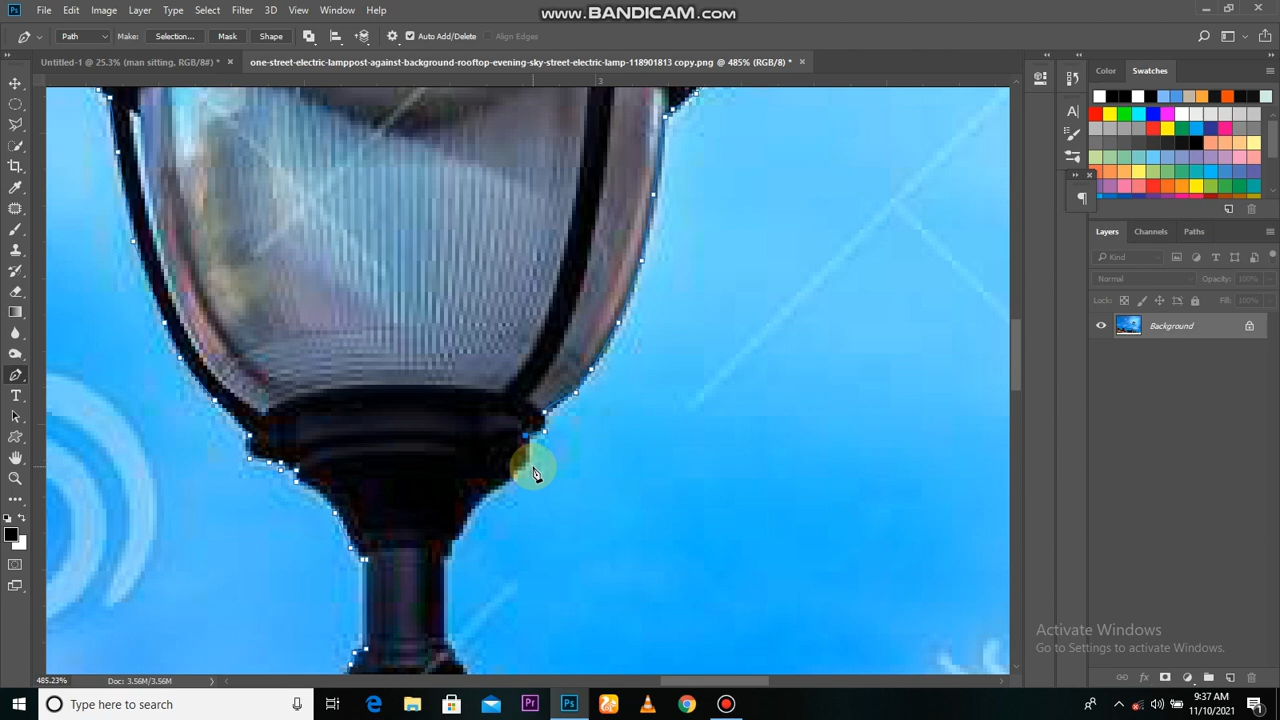 www.BANDICAM.com
File Edit Image Layer Type Select Filter 3D View Window Help
Path Make: Selection... Mask Shape Auto Add/Delete Align Edges
Untitled-1 @ 25.3% (man sitting, RGB/8#) *
one-street-electric-lamppost-against-background-rooftop-evening-sky-street-electric-lamp-118901813 copy.png @ 485% (RGB/8) *
3
Color Swatches
Layers Channels Paths
Kind
Normal Opacity: 100%
Lock: Fill: 100%
Background
Activate Windows
Go to Settings to activate Windows.
485.23% Doc: 3.56M/3.56M
Type here to search
9:37 AM
11/10/2021